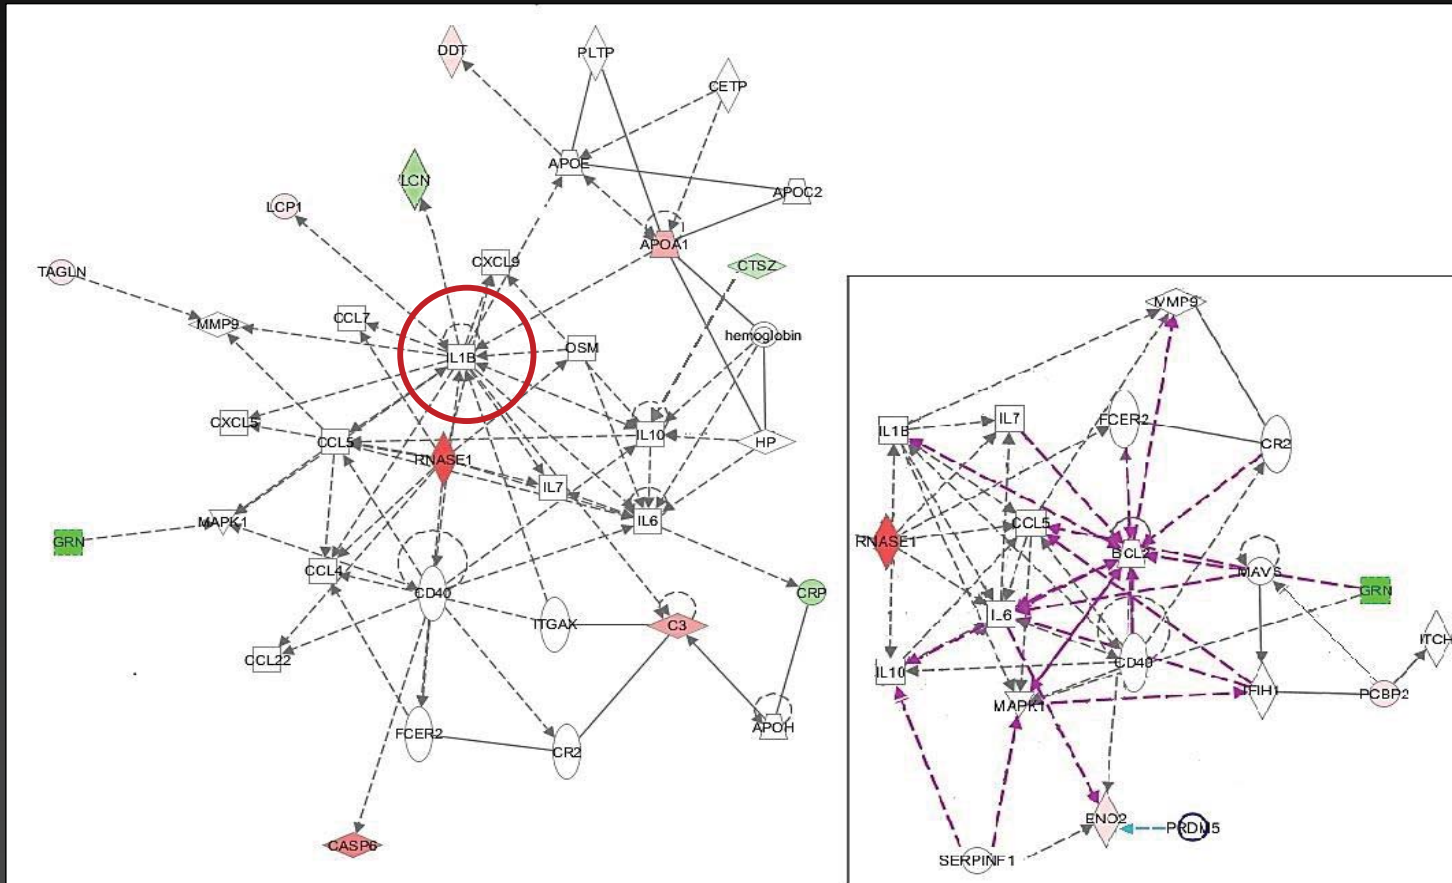 DDT
PLTP
CETP
APOE
LCN
APOC2
LCP1
APOA1
CXCL9
CTSZ
TAGLN
CCL7
MMP9
hemoglobin
OSM
IL1B
CXCL5
CCL5
IL10
HP
RNASE1
IL7
MAPK1
IL6
GRN
CCL4
CD40
CRP
ITGAX
C3
CCL22
FCER2
APOH
CR2
CASP6
MMP9
IL7
FCER2
IL1B
CR2
CCL5
RNASE1
BCL2
MAVS
GRN
IL6
ITCH
CD40
IL10
IFIH1
PCBP2
MAPK1
ENO2
PRDM5
SERPINF1